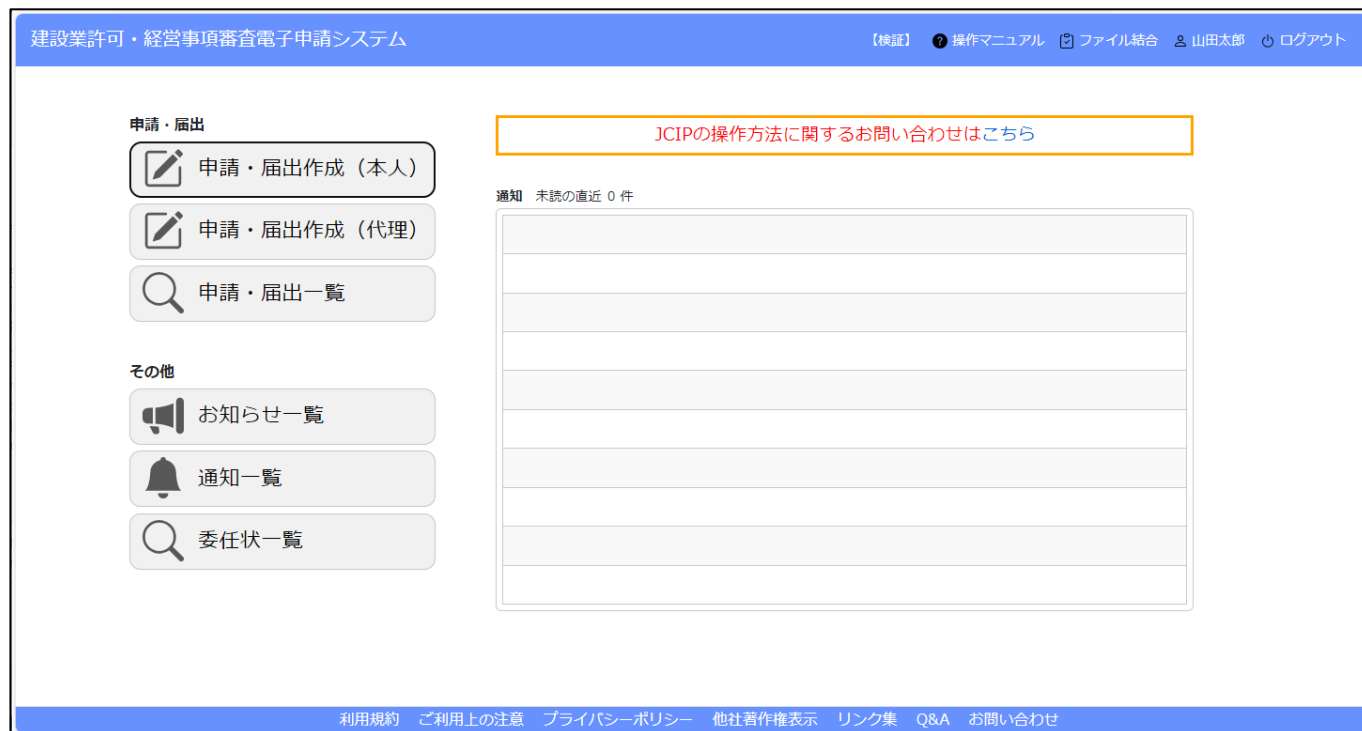 建設業許可・経営事項審査電子申請システム
【検証】 操作マニュアル ファイル結合 山田太郎 ログアウト
申請・届出
申請・届出作成（本人）
申請・届出作成（代理）
申請・届出一覧
その他
お知らせ一覧
通知一覧
委任状一覧
JCIPの操作方法に関するお問い合わせはこちら
通知 未読の直近 0 件
利用規約 ご利用上の注意 プライバシーポリシー 他社著作権表示 リンク集 Q&A お問い合わせ